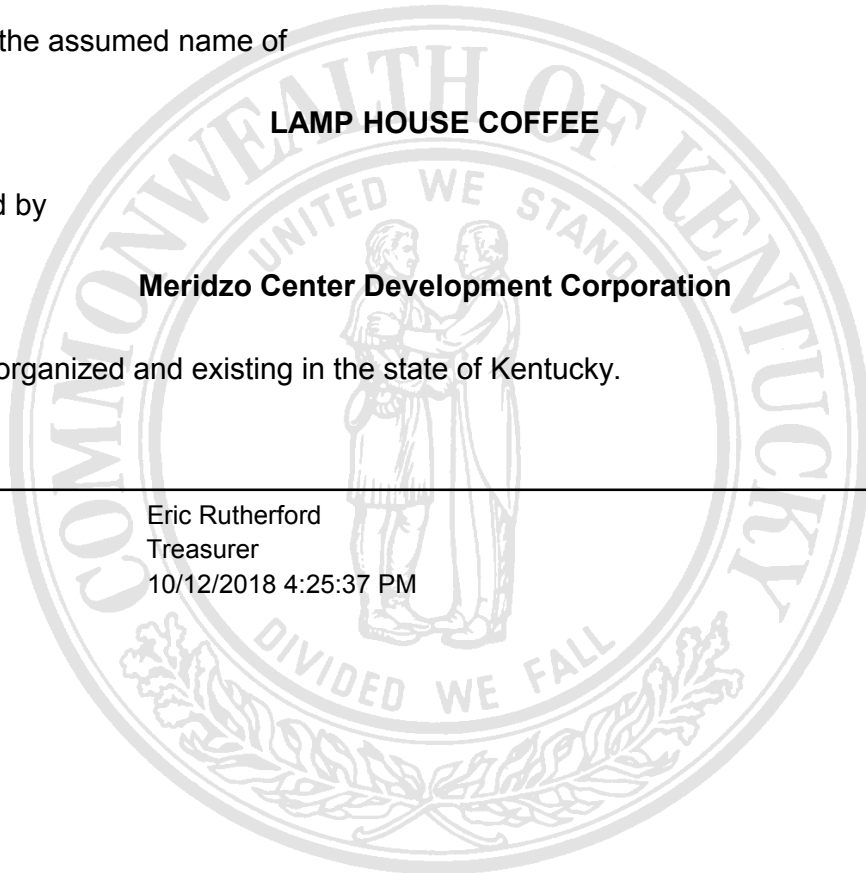 the assumed name of
LAMP HOUSE COFFEE
d by
Meridzo Center Development Corporation
organized and existing in the state of Kentucky.
Eric Rutherford
Treasurer
10/12/2018 4:25:37 PM
COMMONWEALTH OF KENTUCKY
UNITED WE STAND
DIVIDED WE FALL